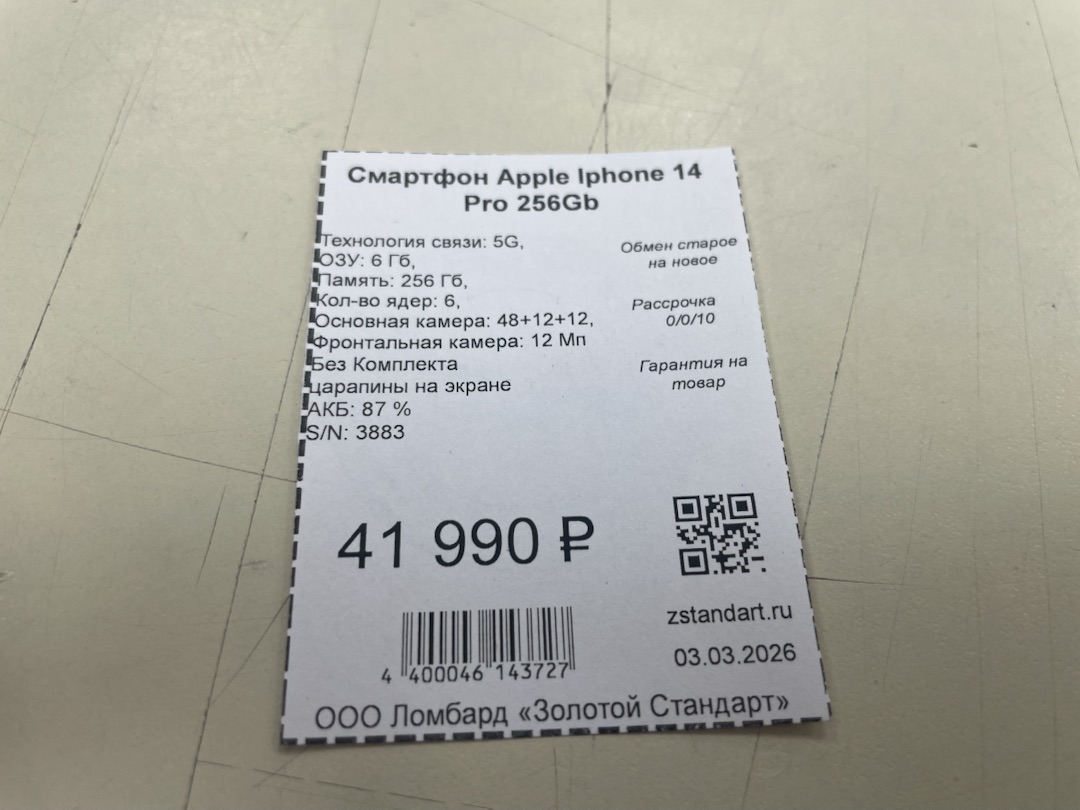 Смартфон Apple Iphone 14
Pro 256Gb
Технология связи: 5G,
ОЗУ: 6 Гб,
Память: 256 Гб,
Кол-во ядер: 6,
Основная камера: 48+12+12,
Фронтальная камера: 12 Мп
Без Комплекта
царапины на экране
АКБ: 87 %
S/N: 3883
Обмен старое
на новое
Рассрочка
0/0/10
Гарантия на
товар
41 990 ₽
zstandart.ru
03.03.2026
4 400046 143727
ООО Ломбард «Золотой Стандарт»